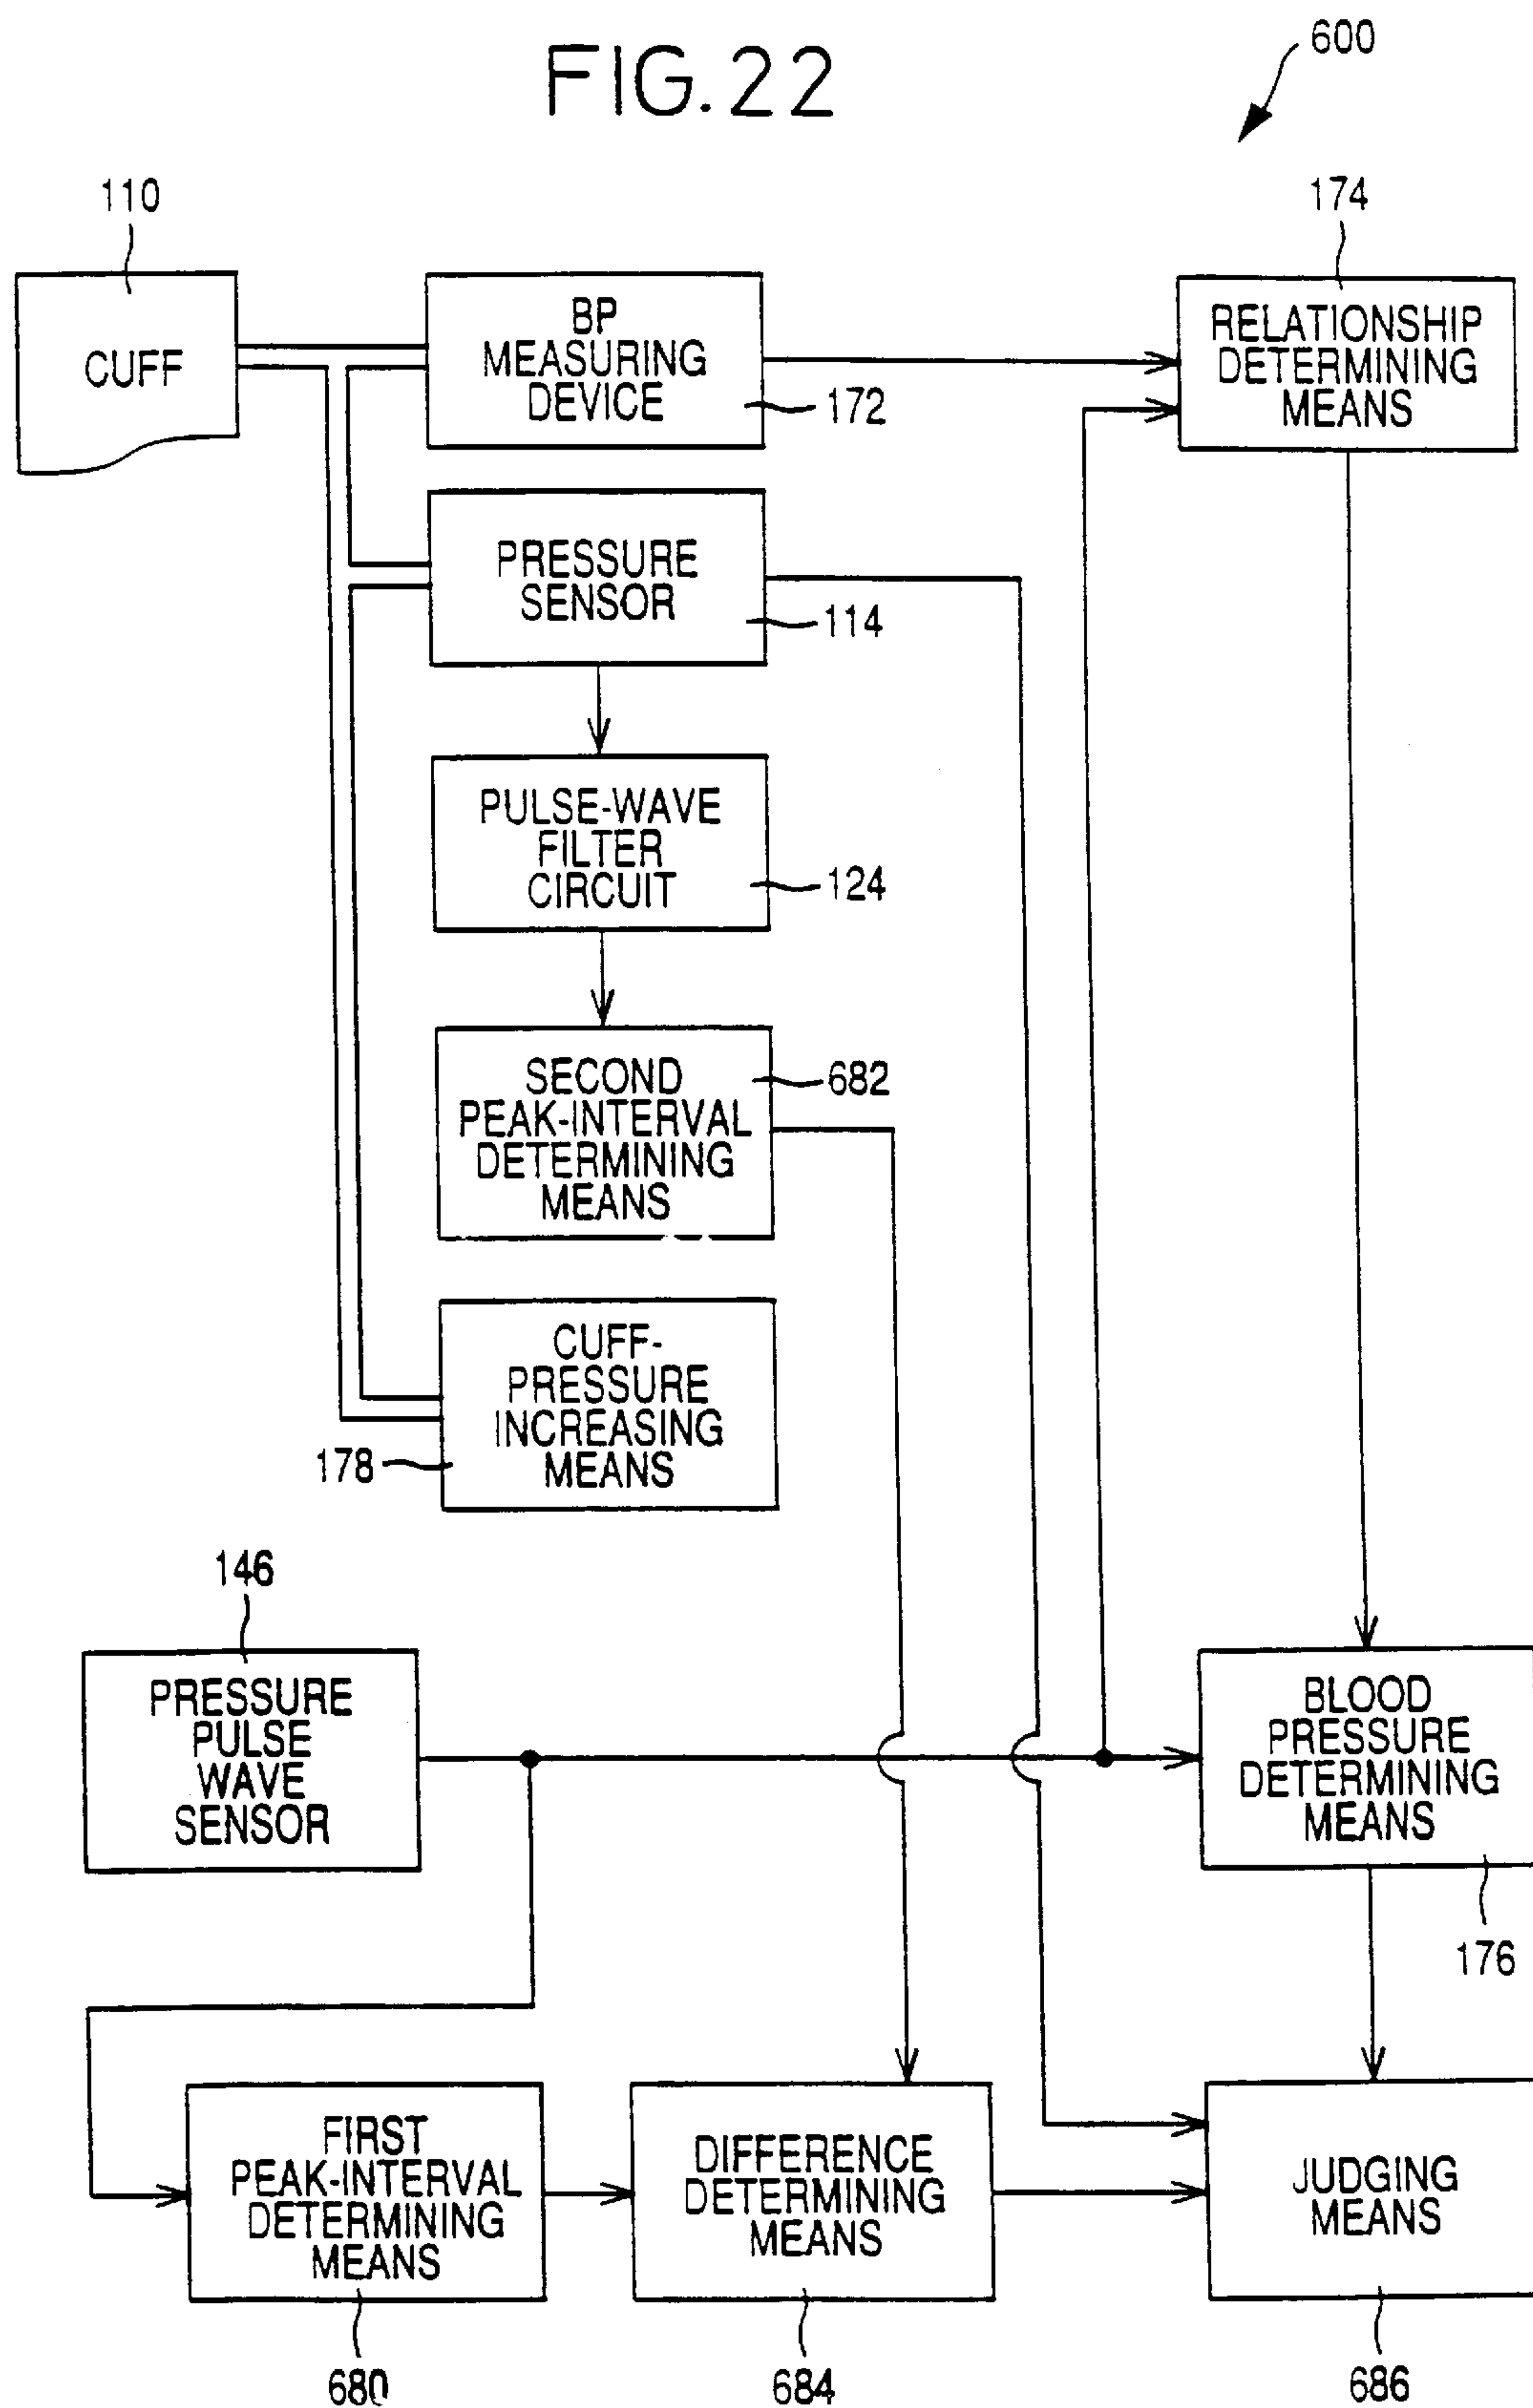 FIG.22
600
110
174
CUFF
BP
MEASURING
DEVICE
172
RELATIONSHIP
DETERMINING
MEANS
PRESSURE
SENSOR
114
PULSE-WAVE
FILTER
CIRCUIT
124
SECOND
PEAK-INTERVAL
DETERMINING
MEANS
682
CUFF-
PRESSURE
INCREASING
MEANS
178
146
PRESSURE
PULSE
WAVE
SENSOR
BLOOD
PRESSURE
DETERMINING
MEANS
176
FIRST
PEAK-INTERVAL
DETERMINING
MEANS
DIFFERENCE
DETERMINING
MEANS
JUDGING
MEANS
680
684
686